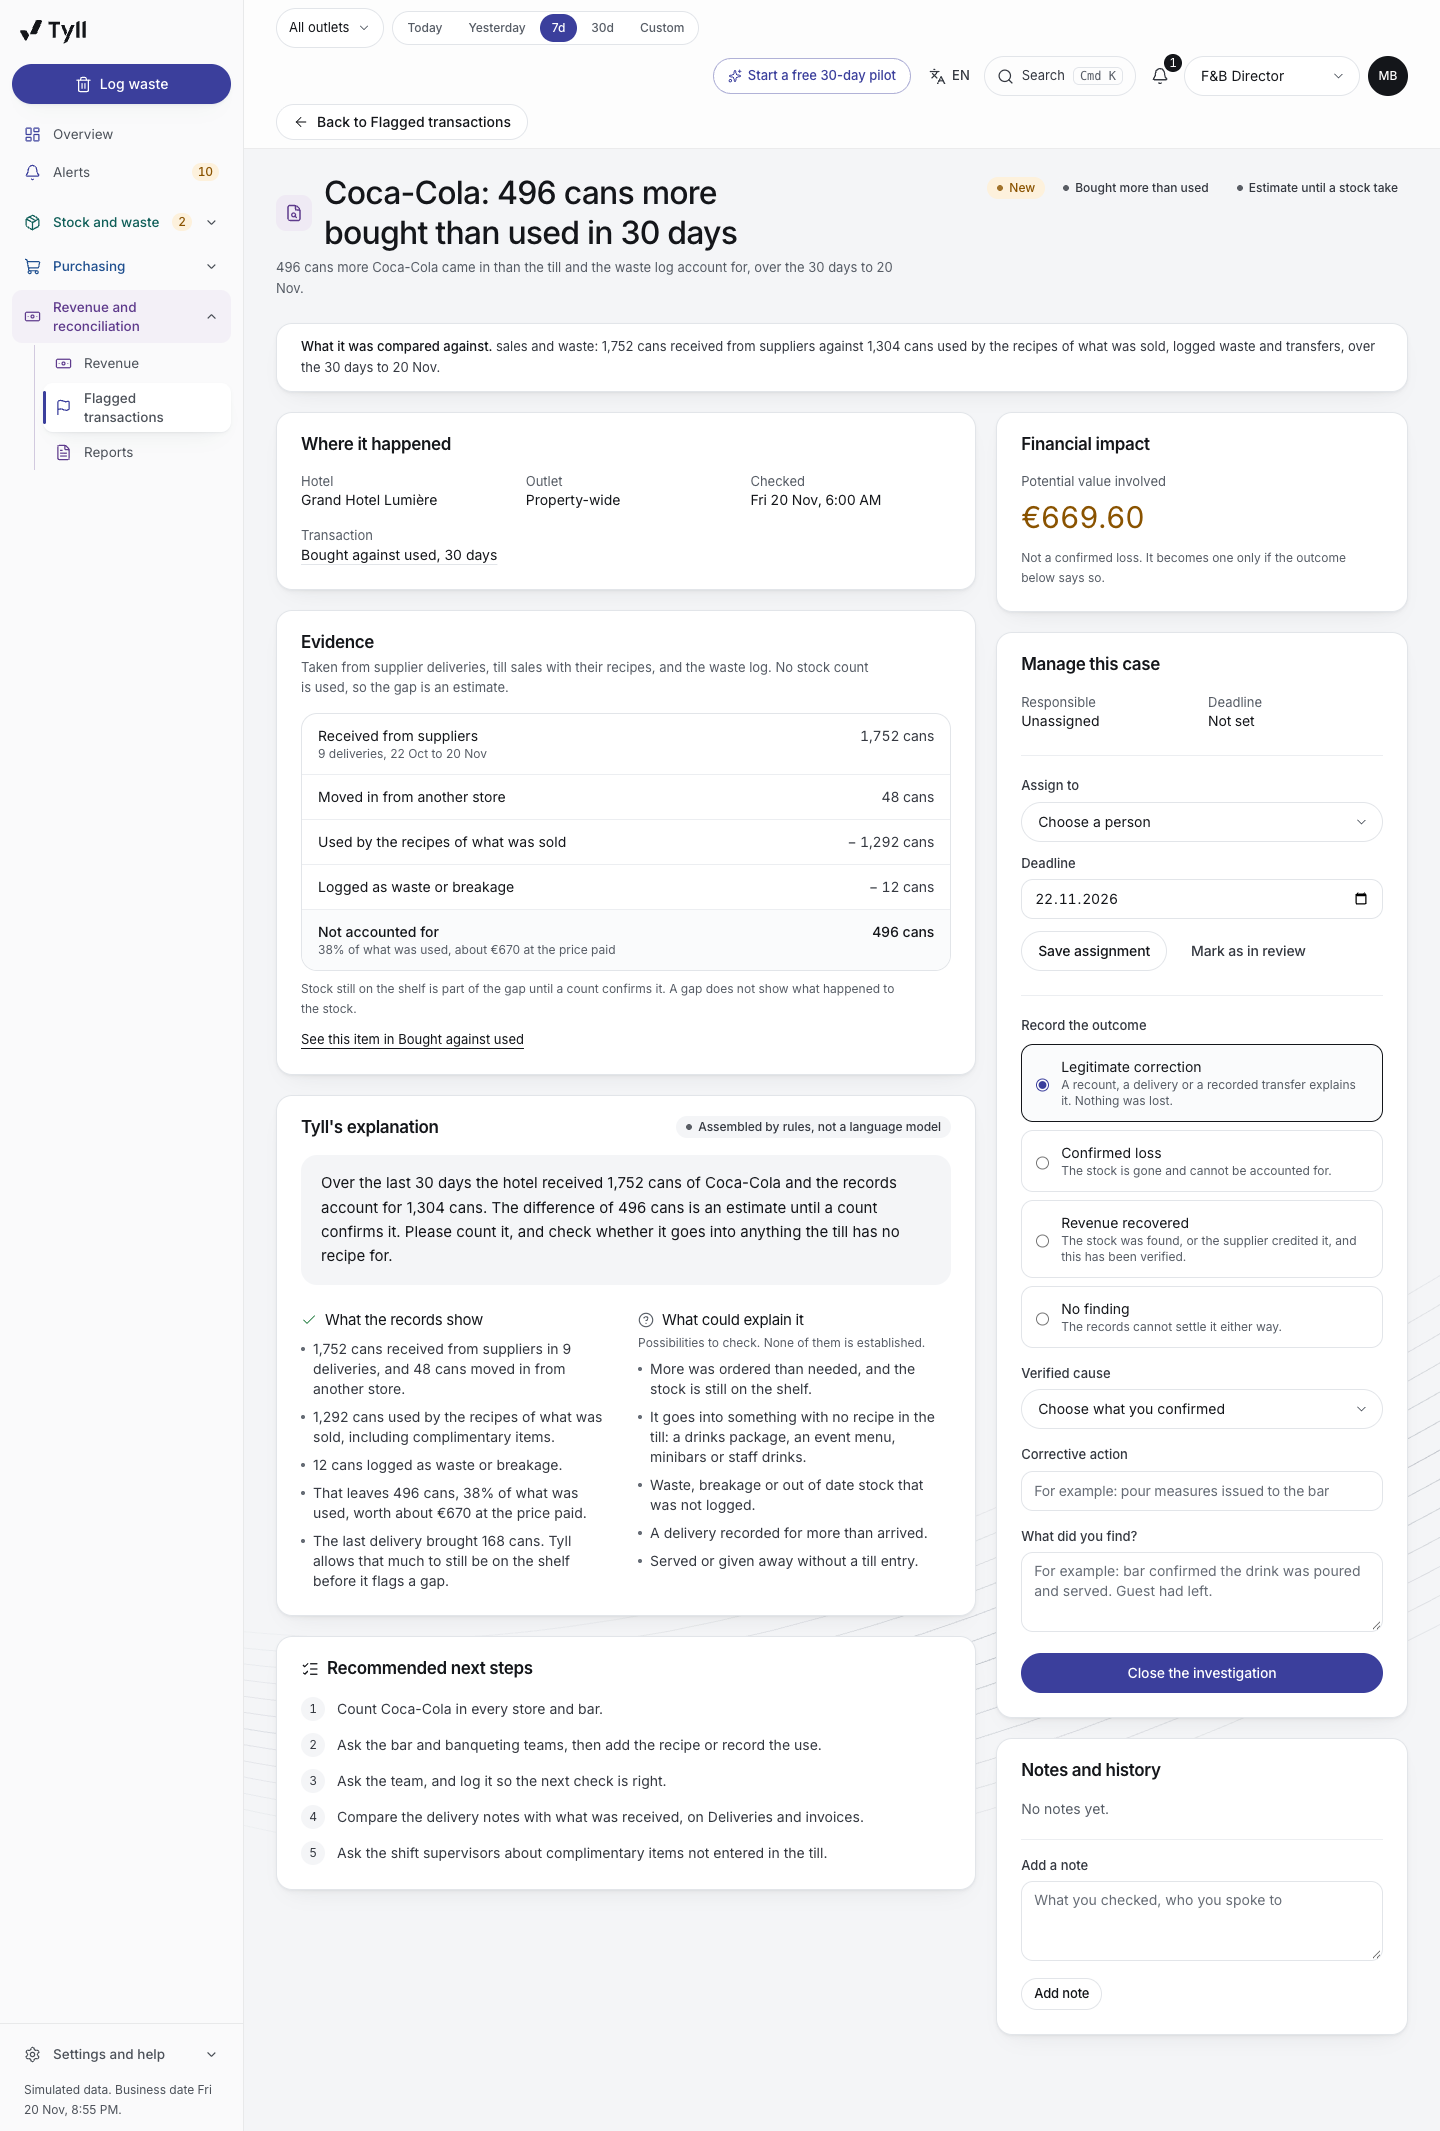 Tyll
Log waste
Overview
Alerts
10
Stock and waste
2
Purchasing
Revenue and
reconciliation
Revenue
Flagged
transactions
Reports
Settings and help
Simulated data. Business date Fri
20 Nov, 8:55 PM.
All outlets
Today
Yesterday
7d
30d
Custom
Start a free 30-day pilot
EN
Search
Cmd K
1
F&B Director
MB
Back to Flagged transactions
Coca-Cola: 496 cans more
bought than used in 30 days
New
Bought more than used
Estimate until a stock take
496 cans more Coca-Cola came in than the till and the waste log account for, over the 30 days to 20
Nov.
What it was compared against. sales and waste: 1,752 cans received from suppliers against 1,304 cans used by the recipes of what was sold, logged waste and transfers, over
the 30 days to 20 Nov.
Where it happened
Hotel
Grand Hotel Lumière
Outlet
Property-wide
Checked
Fri 20 Nov, 6:00 AM
Transaction
Bought against used, 30 days
Evidence
Taken from supplier deliveries, till sales with their recipes, and the waste log. No stock count
is used, so the gap is an estimate.
Received from suppliers
1,752 cans
9 deliveries, 22 Oct to 20 Nov
Moved in from another store
48 cans
Used by the recipes of what was sold
− 1,292 cans
Logged as waste or breakage
− 12 cans
Not accounted for
496 cans
38% of what was used, about €670 at the price paid
Stock still on the shelf is part of the gap until a count confirms it. A gap does not show what happened to
the stock.
See this item in Bought against used
Tyll's explanation
Assembled by rules, not a language model
Over the last 30 days the hotel received 1,752 cans of Coca-Cola and the records
account for 1,304 cans. The difference of 496 cans is an estimate until a count
confirms it. Please count it, and check whether it goes into anything the till has no
recipe for.
What the records show
1,752 cans received from suppliers in 9
deliveries, and 48 cans moved in from
another store.
1,292 cans used by the recipes of what was
sold, including complimentary items.
12 cans logged as waste or breakage.
That leaves 496 cans, 38% of what was
used, worth about €670 at the price paid.
The last delivery brought 168 cans. Tyll
allows that much to still be on the shelf
before it flags a gap.
What could explain it
Possibilities to check. None of them is established.
More was ordered than needed, and the
stock is still on the shelf.
It goes into something with no recipe in the
till: a drinks package, an event menu,
minibars or staff drinks.
Waste, breakage or out of date stock that
was not logged.
A delivery recorded for more than arrived.
Served or given away without a till entry.
Recommended next steps
1 Count Coca-Cola in every store and bar.
2 Ask the bar and banqueting teams, then add the recipe or record the use.
3 Ask the team, and log it so the next check is right.
4 Compare the delivery notes with what was received, on Deliveries and invoices.
5 Ask the shift supervisors about complimentary items not entered in the till.
Financial impact
Potential value involved
€669.60
Not a confirmed loss. It becomes one only if the outcome
below says so.
Manage this case
Responsible
Unassigned
Deadline
Not set
Assign to
Choose a person
Deadline
22.11.2026
Save assignment
Mark as in review
Record the outcome
Legitimate correction
A recount, a delivery or a recorded transfer explains
it. Nothing was lost.
Confirmed loss
The stock is gone and cannot be accounted for.
Revenue recovered
The stock was found, or the supplier credited it, and
this has been verified.
No finding
The records cannot settle it either way.
Verified cause
Choose what you confirmed
Corrective action
For example: pour measures issued to the bar
What did you find?
For example: bar confirmed the drink was poured
and served. Guest had left.
Close the investigation
Notes and history
No notes yet.
Add a note
What you checked, who you spoke to
Add note